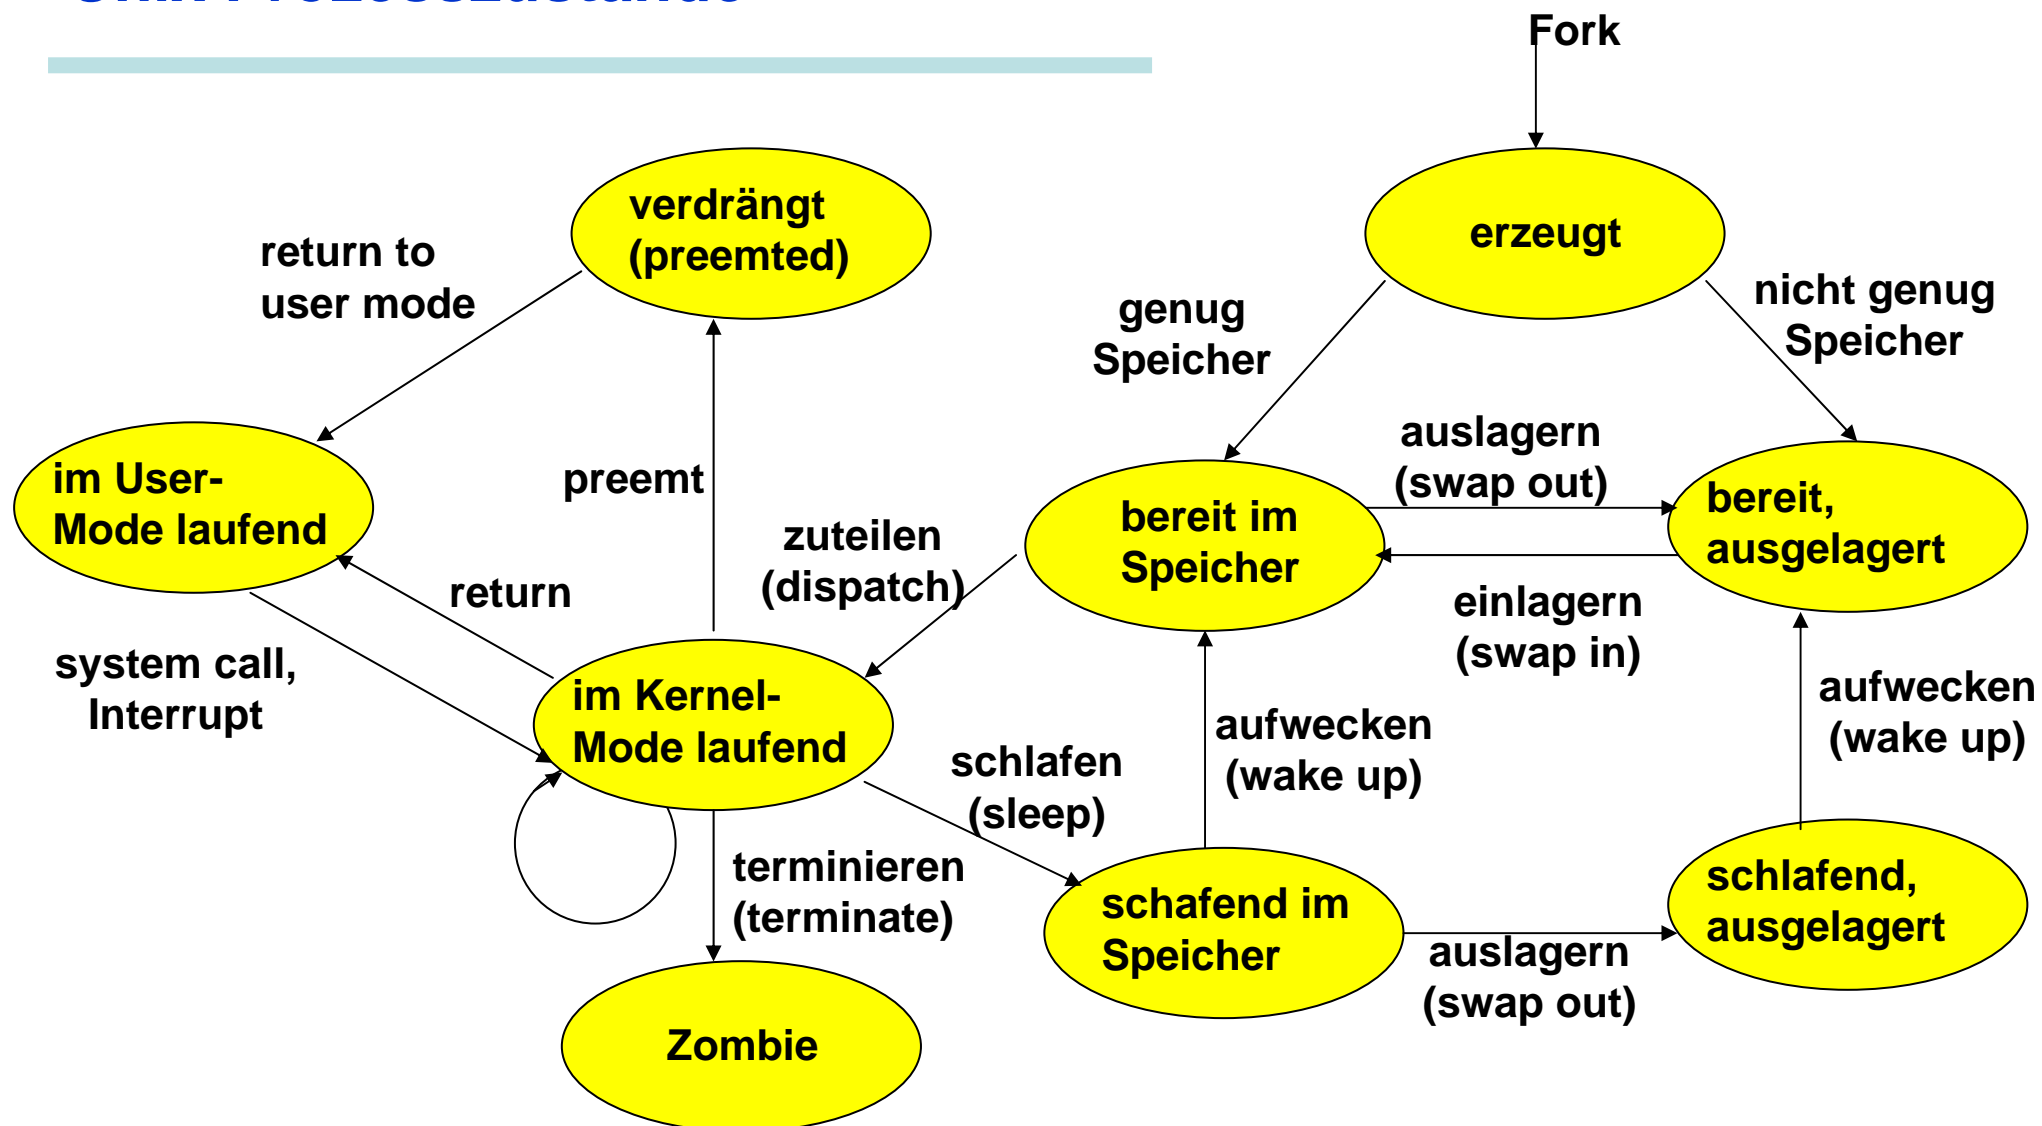 Fork
verdrängt
(preemted)
erzeugt
return to
user mode
genug
Speicher
nicht genug
Speicher
im User-
Mode laufend
preemt
auslagern
(swap out)
bereit im
Speicher
bereit,
ausgelagert
zuteilen
(dispatch)
return
einlagern
(swap in)
system call,
Interrupt
im Kernel-
Mode laufend
aufwecken
(wake up)
aufwecken
(wake up)
schlafen
(sleep)
terminieren
(terminate)
schafend im
Speicher
schlafend,
ausgelagert
auslagern
(swap out)
Zombie